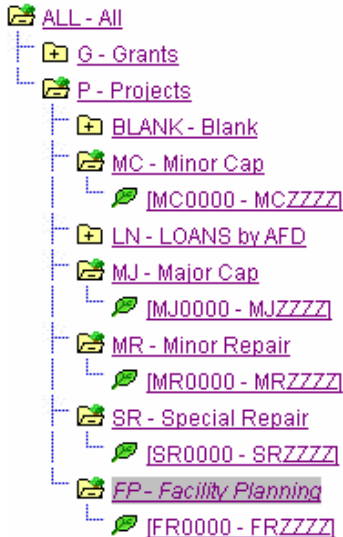 ALL - All
G - Grants
P - Projects
BLANK - Blank
MC - Minor Cap
[MC0000 - MCZZZZ]
LN - LOANS by AFD
MJ - Major Cap
[MJ0000 - MJZZZZ]
MR - Minor Repair
[MR0000 - MRZZZZ]
SR - Special Repair
[SR0000 - SRZZZZ]
FP - Facility Planning
[FR0000 - FRZZZZ]